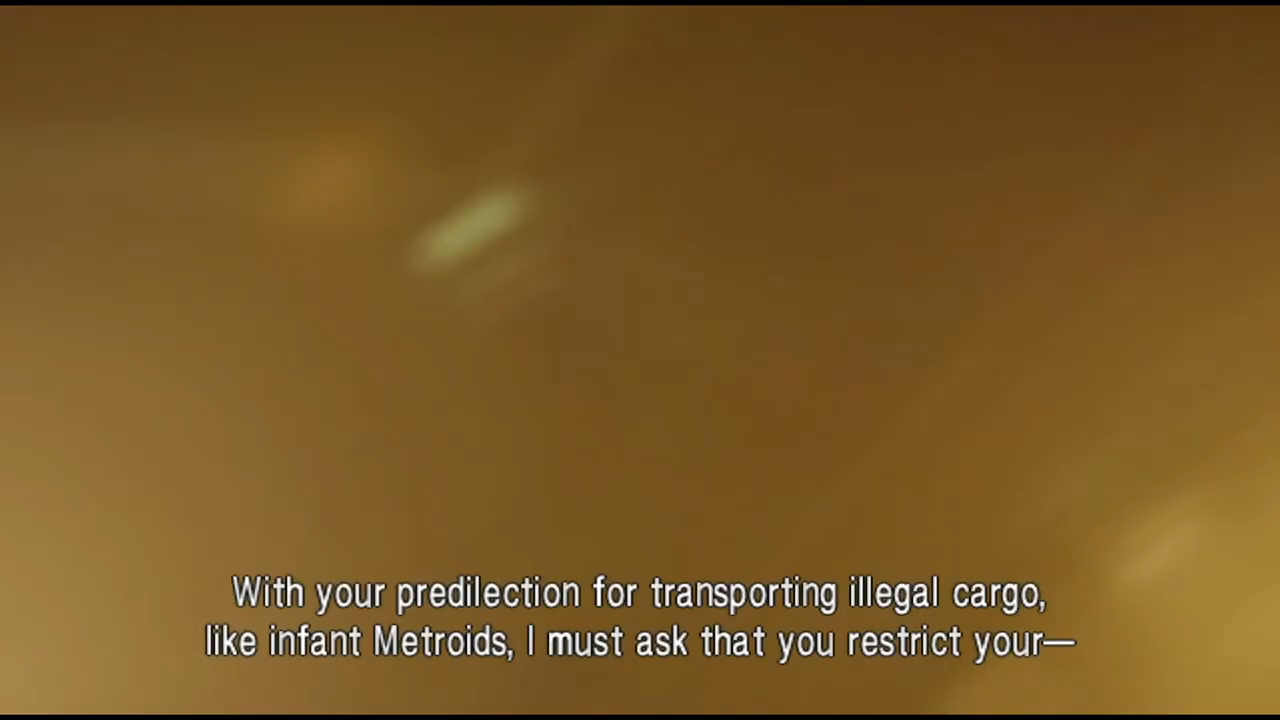 With your predilection for transporting illegal cargo,
like infant Metroids, I must ask that you restrict your—